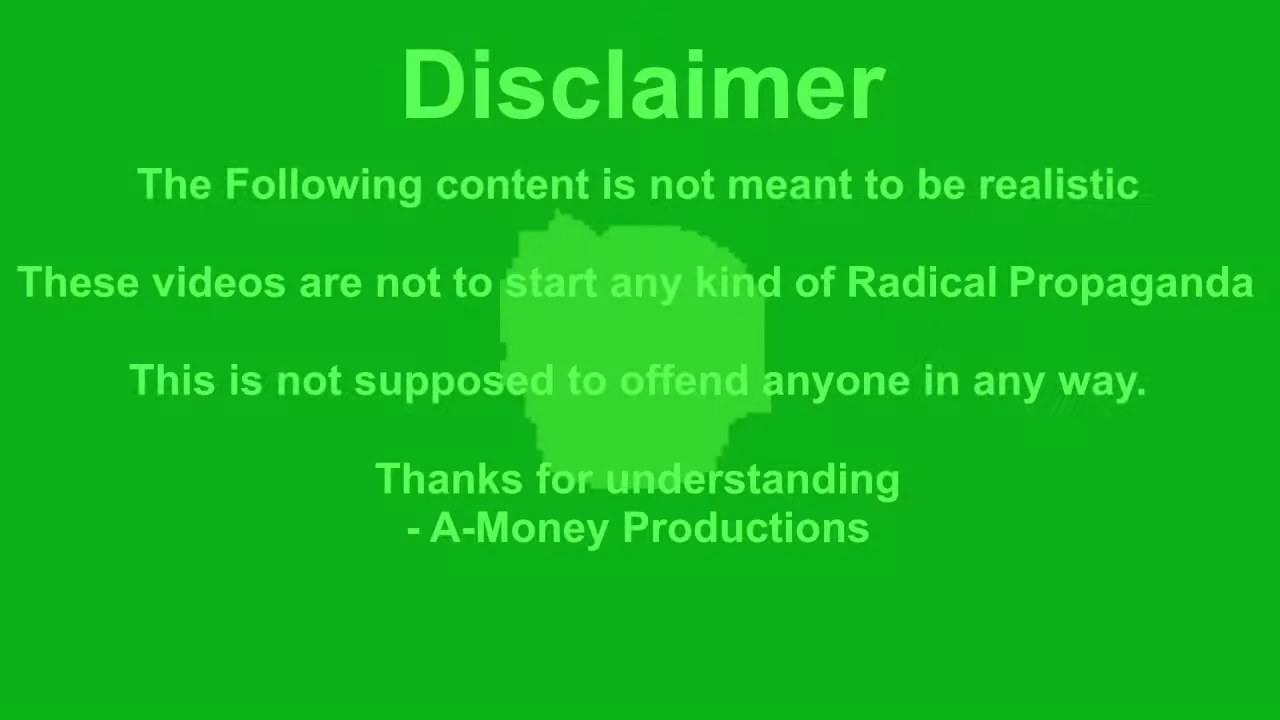 Disclaimer
The Following content is not meant to be realistic
These videos are not to start any kind of Radical Propaganda
This is not supposed to offend anyone in any way.
Thanks for understanding
- A-Money Productions